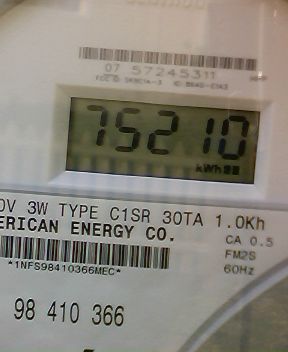 07 57245311
75210
kWh
0V 3W TYPE C1SR 30TA 1.0Kh
ERICAN ENERGY CO.
CA 0.5
*1NFS98410366MEC*
FM2S
60Hz
98 410 366